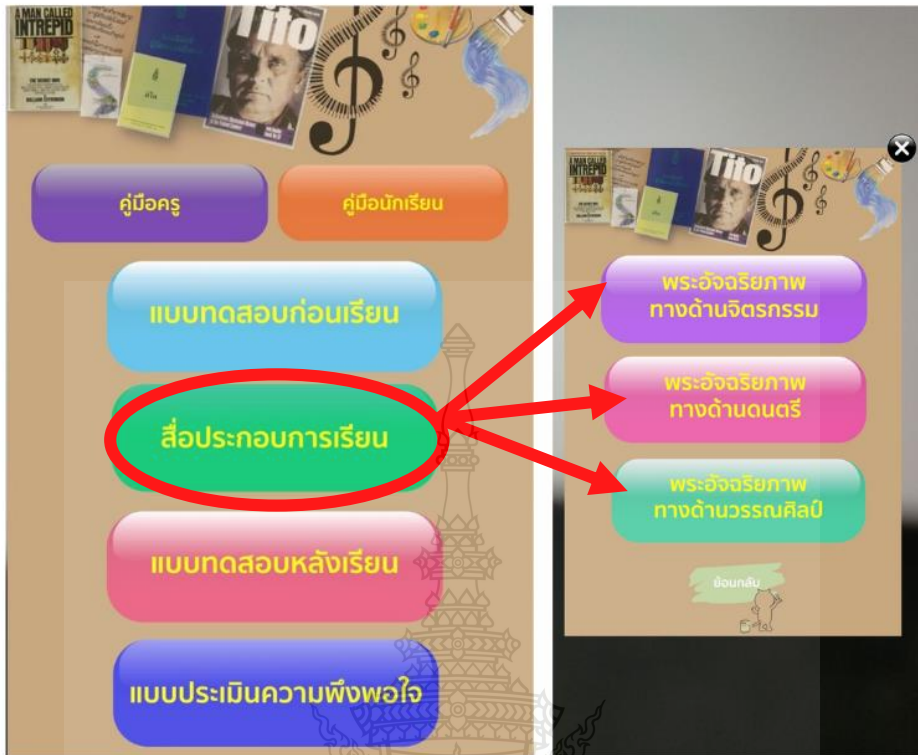 A MAN CALLED
INTREPID
THE SECRET WAR
WILLIAM STEVENSON
ติโต
Tito
คู่มือครู
คู่มือนักเรียน
แบบทดสอบก่อนเรียน
สื่อประกอบการเรียน
แบบทดสอบหลังเรียน
แบบประเมินความพึงพอใจ
A MAN CALLED
INTREPID
Tito
พระอัจฉริยภาพ
ทางด้านจิตรกรรม
พระอัจฉริยภาพ
ทางด้านดนตรี
พระอัจฉริยภาพ
ทางด้านวรรณศิลป์
ย้อนกลับ